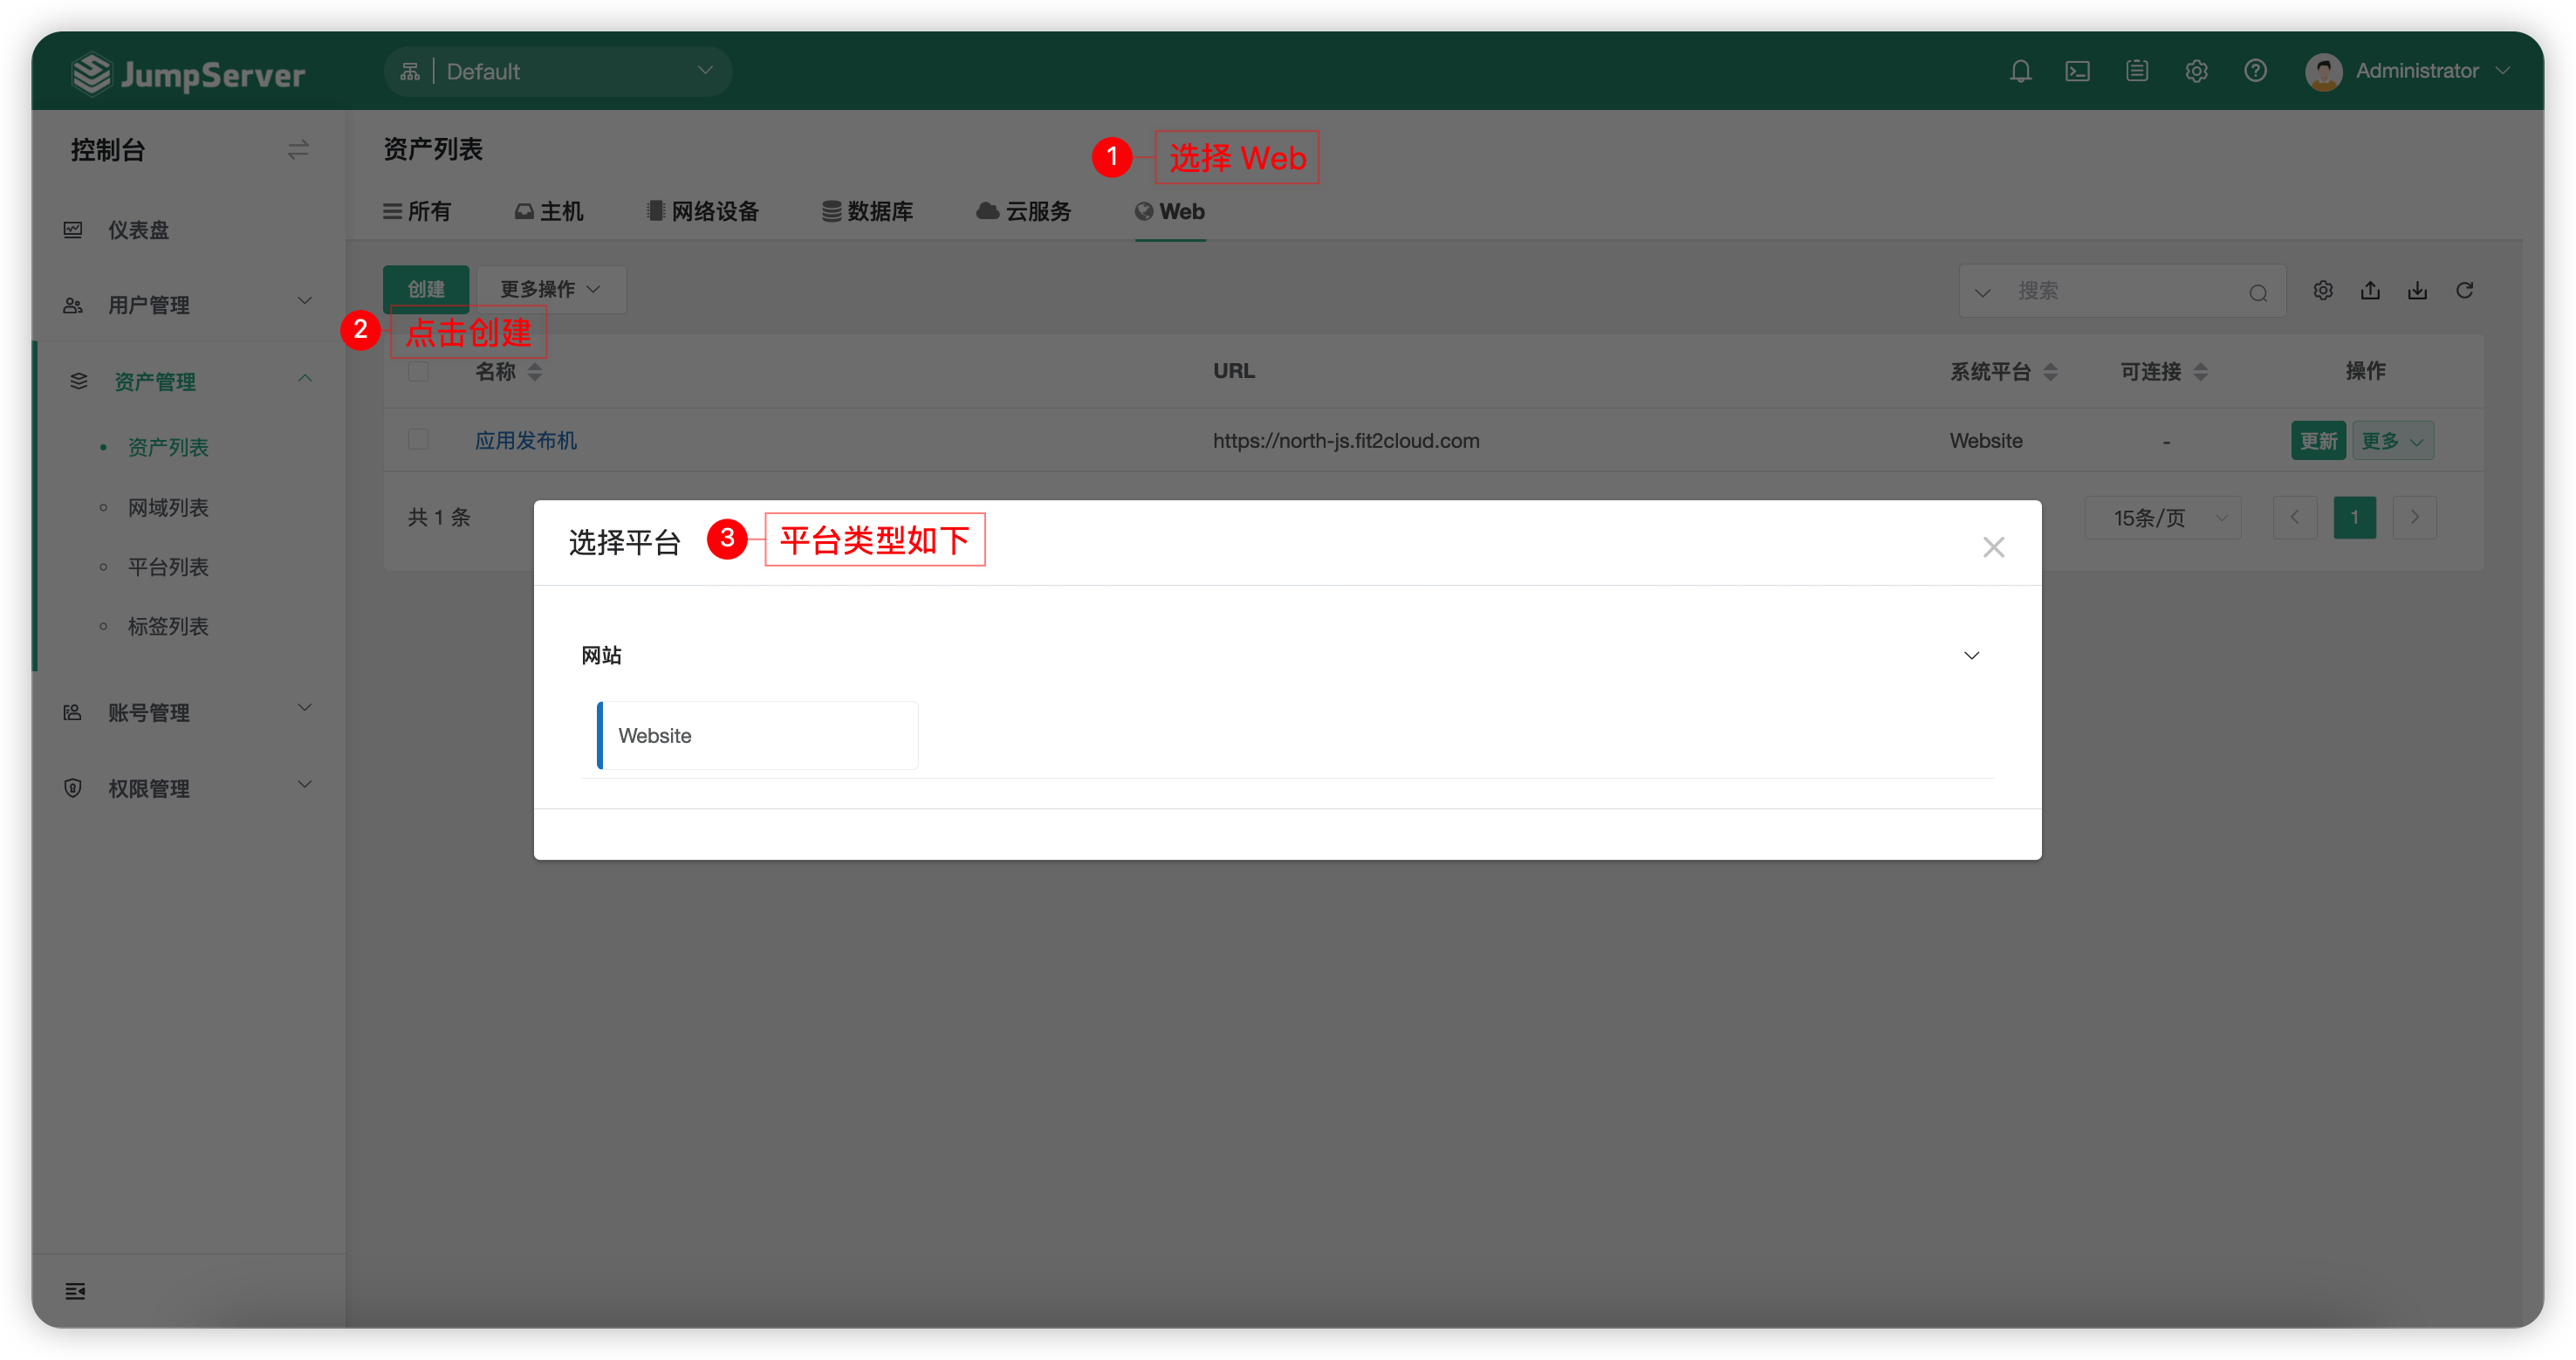 JumpServer
Default
Administrator
控制台
资产列表
1 选择 Web
所有 主机 网络设备 数据库 云服务 Web
仪表盘
创建 更多操作 搜索
用户管理
2 点击创建
名称 URL 系统平台 可连接 操作
资产管理
应用发布机 https://north-js.fit2cloud.com Website - 更新 更多
资产列表
网域列表
平台列表
标签列表
账号管理
权限管理
共 1 条 15条/页 1
选择平台 3 平台类型如下
网站
Website